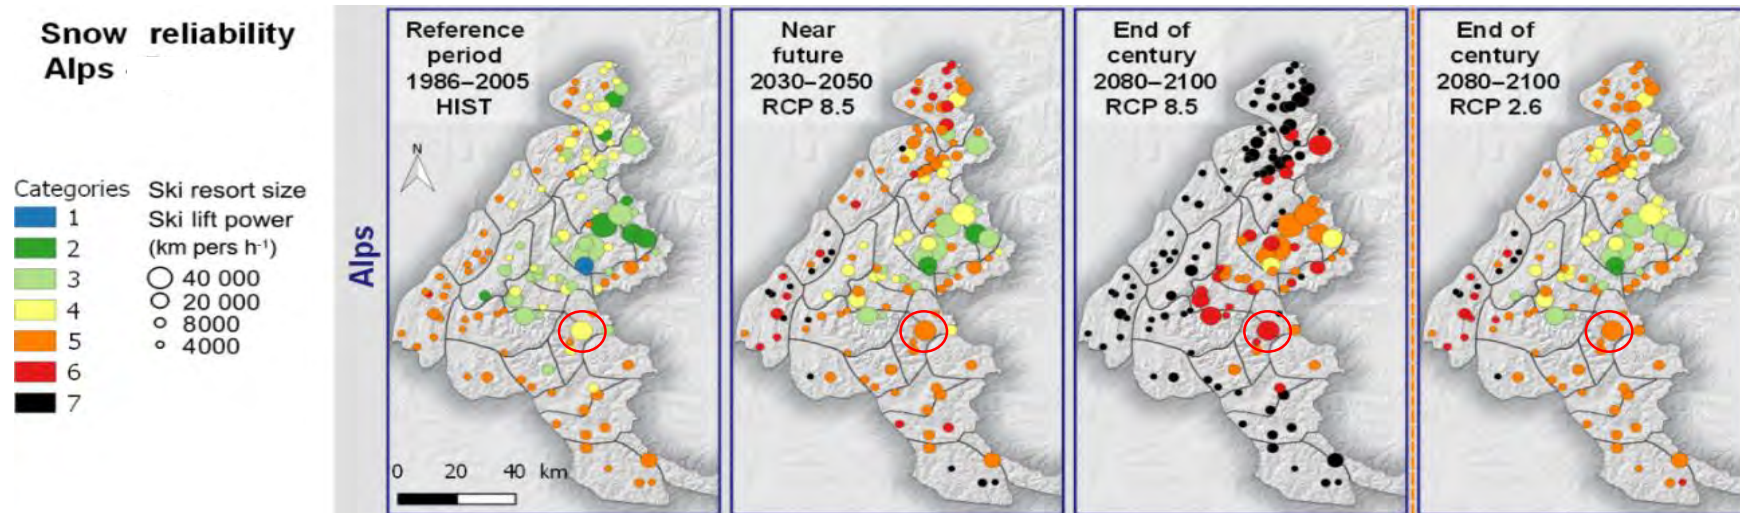 Snow reliability
Alps
Categories
1
2
3
4
5
6
7
Ski resort size
Ski lift power
(km pers h⁻¹)
40 000
20 000
8000
4000
Alps
Reference
period
1986–2005
HIST
N
0 20 40 km
Near
future
2030–2050
RCP 8.5
End of
century
2080–2100
RCP 8.5
End of
century
2080–2100
RCP 2.6